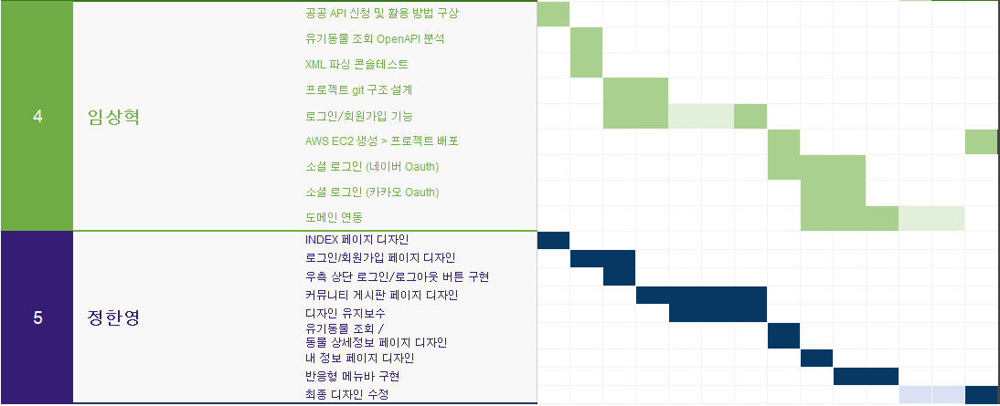 4
임상혁
공공 API 신청 및 활용 방법 구상
유기동물 조회 OpenAPI 분석
XML 파싱 콘솔테스트
프로젝트 git 구조 설계
로그인/회원가입 기능
AWS EC2 생성 > 프로젝트 배포
소셜 로그인 (네이버 Oauth)
소셜 로그인 (카카오 Oauth)
도메인 연동
5
정한영
INDEX 페이지 디자인
로그인/회원가입 페이지 디자인
우측 상단 로그인/로그아웃 버튼 구현
커뮤니티 게시판 페이지 디자인
디자인 유지보수
유기동물 조회 /
동물 상세정보 페이지 디자인
내 정보 페이지 디자인
반응형 메뉴바 구현
최종 디자인 수정